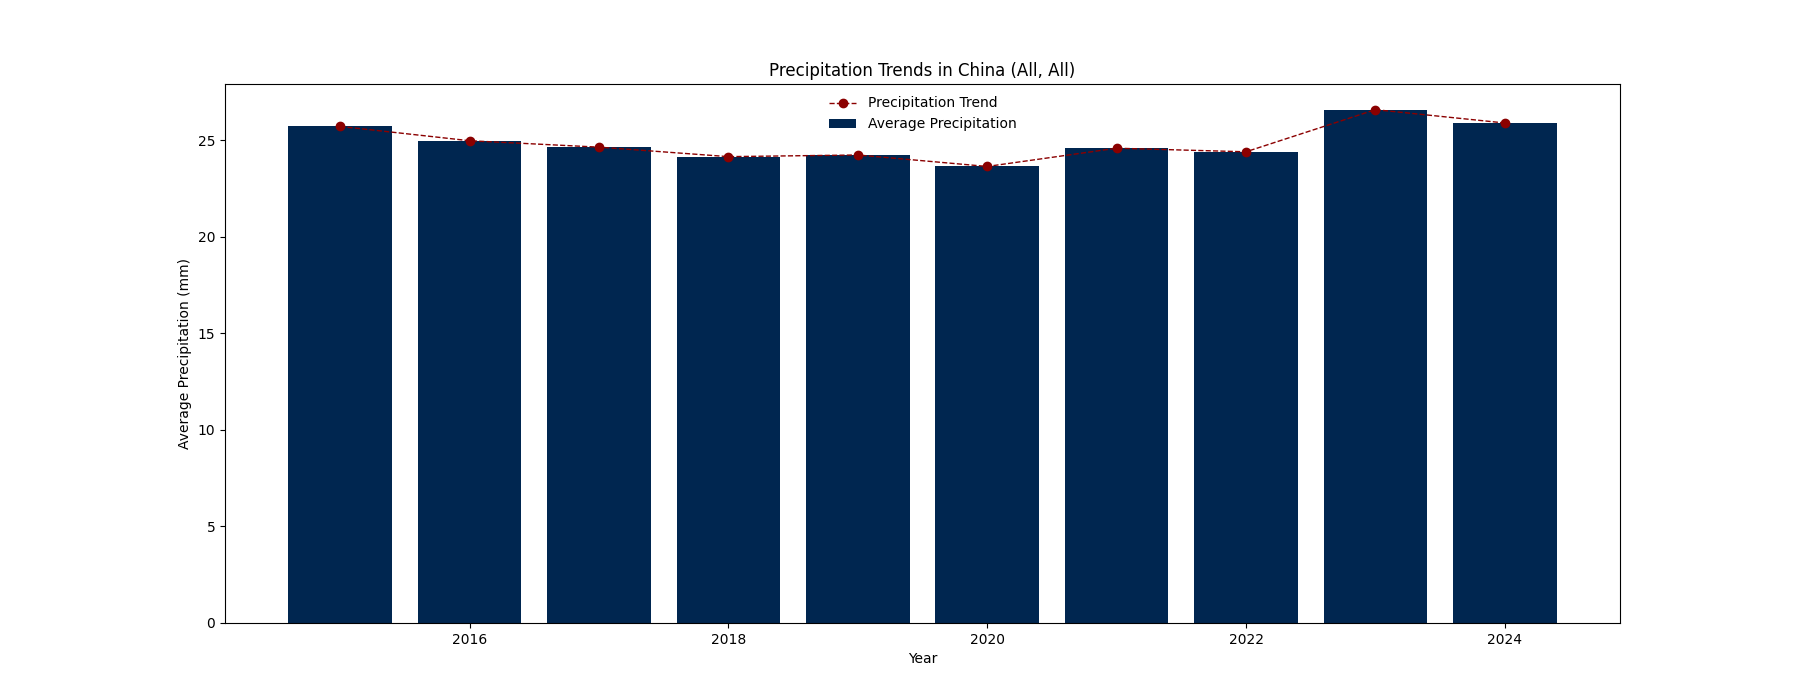 Precipitation Trends in China (All, All)
Precipitation Trend
Average Precipitation
Average Precipitation (mm)
25
20
15
10
5
0
2016
2018
2020
2022
2024
Year